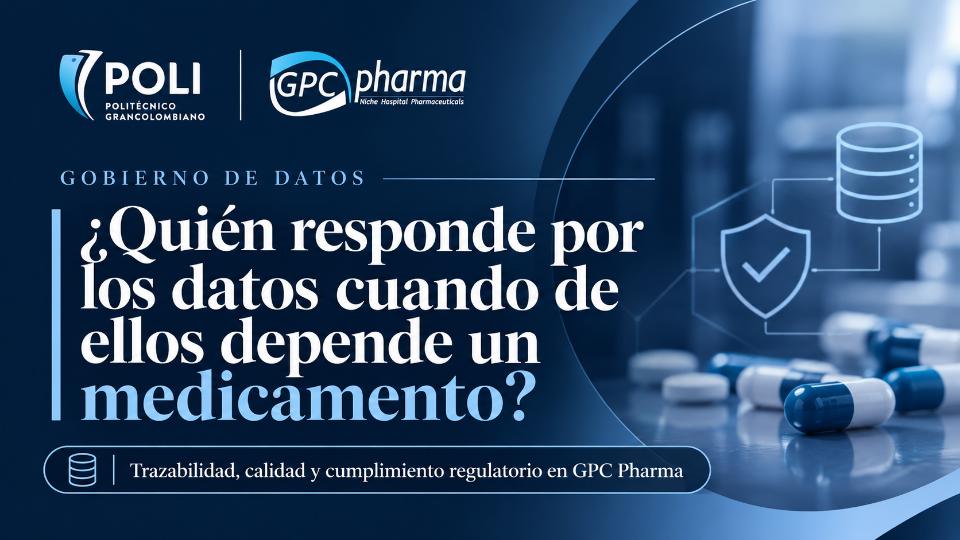 POLI
POLITÉCNICO
GRANCOLOMBIANO
GPC pharma
Niche Hospital Pharmaceuticals
GOBIERNO DE DATOS
¿Quién responde por
los datos cuando de
ellos depende un
medicamento?
Trazabilidad, calidad y cumplimiento regulatorio en GPC Pharma